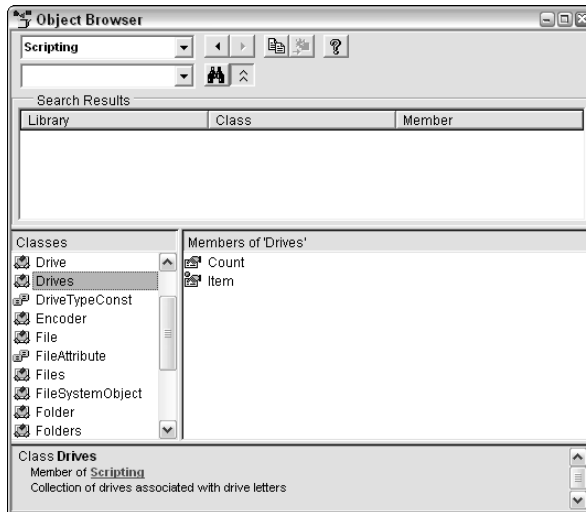 Object Browser
Scripting
Search Results
Library Class Member
Classes
Drive
Drives
DriveTypeConst
Encoder
File
FileAttribute
Files
FileSystemObject
Folder
Folders
Members of 'Drives'
Count
Item
Class Drives
Member of Scripting
Collection of drives associated with drive letters